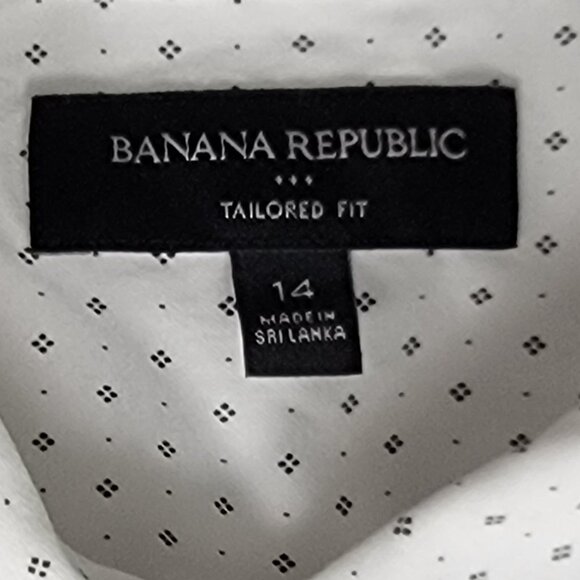 BANANA REPUBLIC
TAILORED FIT
14
MADE IN
SRI LANKA